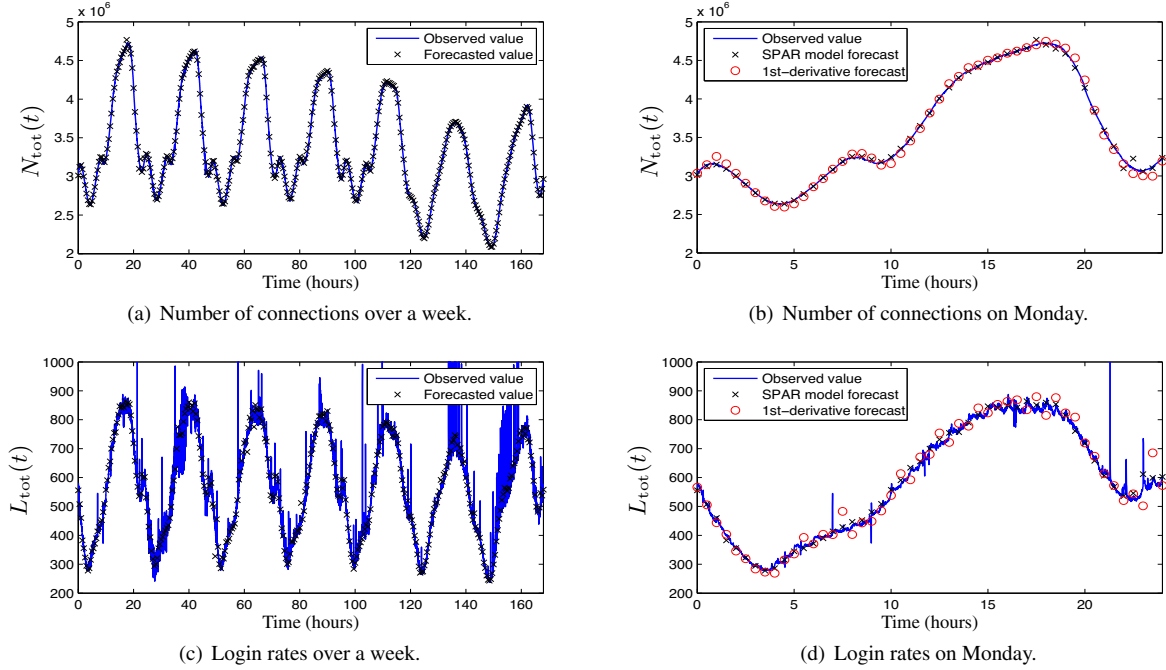 x 10^6
5
4.5
4
3.5
3
2.5
2
0 20 40 60 80 100 120 140 160
N_tot(t)
Time (hours)
Observed value
Forecasted value
(a) Number of connections over a week.
x 10^6
5
4.5
4
3.5
3
2.5
2
0 5 10 15 20
N_tot(t)
Time (hours)
Observed value
SPAR model forecast
1st-derivative forecast
(b) Number of connections on Monday.
1000
900
800
700
600
500
400
300
200
0 20 40 60 80 100 120 140 160
L_tot(t)
Time (hours)
Observed value
Forecasted value
(c) Login rates over a week.
1000
900
800
700
600
500
400
300
200
0 5 10 15 20
L_tot(t)
Time (hours)
Observed value
SPAR model forecast
1st-derivative forecast
(d) Login rates on Monday.